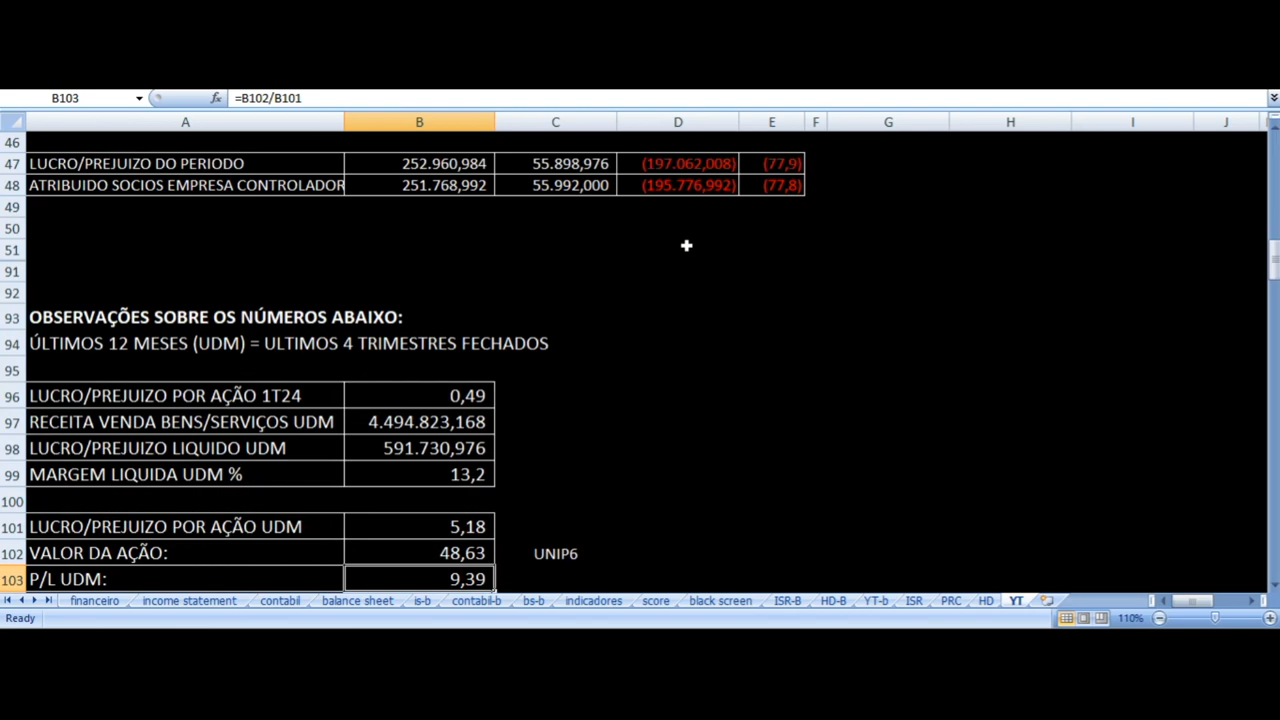 B103 fx =B102/B101
A B C D E F G H I J
46
47 LUCRO/PREJUIZO DO PERIODO 252.960,984 55.898,976 (197.062,008) (77,9)
48 ATRIBUIDO SOCIOS EMPRESA CONTROLADOR 251.768,992 55.992,000 (195.776,992) (77,8)
49
50
51
91
92
93 OBSERVAÇÕES SOBRE OS NÚMEROS ABAIXO:
94 ÚLTIMOS 12 MESES (UDM) = ULTIMOS 4 TRIMESTRES FECHADOS
95
96 LUCRO/PREJUIZO POR AÇÃO 1T24 0,49
97 RECEITA VENDA BENS/SERVIÇOS UDM 4.494.823,168
98 LUCRO/PREJUIZO LIQUIDO UDM 591.730,976
99 MARGEM LIQUIDA UDM % 13,2
100
101 LUCRO/PREJUIZO POR AÇÃO UDM 5,18
102 VALOR DA AÇÃO: 48,63 UNIP6
103 P/L UDM: 9,39
financeiro income statement contabil balance sheet is-b contabil-b bs-b indicadores score black screen ISR-B HD-B YT-b ISR PRC HD YT
Ready 110%